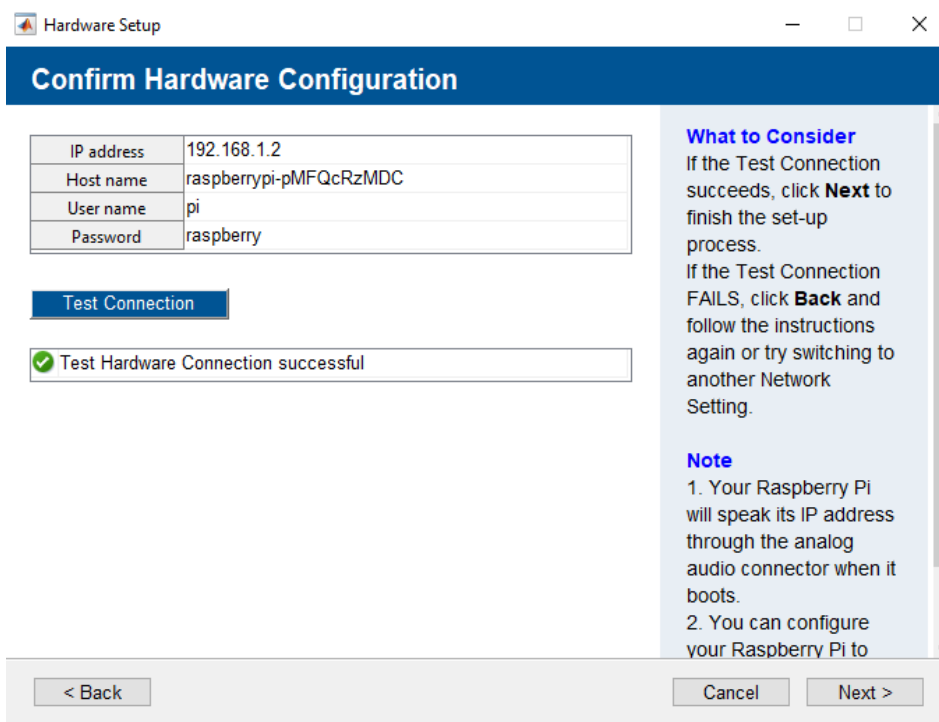 Hardware Setup
Confirm Hardware Configuration
IP address 192.168.1.2
Host name raspberrypi-pMFQcRzMDC
User name pi
Password raspberry
Test Connection
Test Hardware Connection successful
What to Consider
If the Test Connection
succeeds, click Next to
finish the set-up
process.
If the Test Connection
FAILS, click Back and
follow the instructions
again or try switching to
another Network
Setting.
Note
1. Your Raspberry Pi
will speak its IP address
through the analog
audio connector when it
boots.
2. You can configure
your Raspberry Pi to
< Back
Cancel
Next >